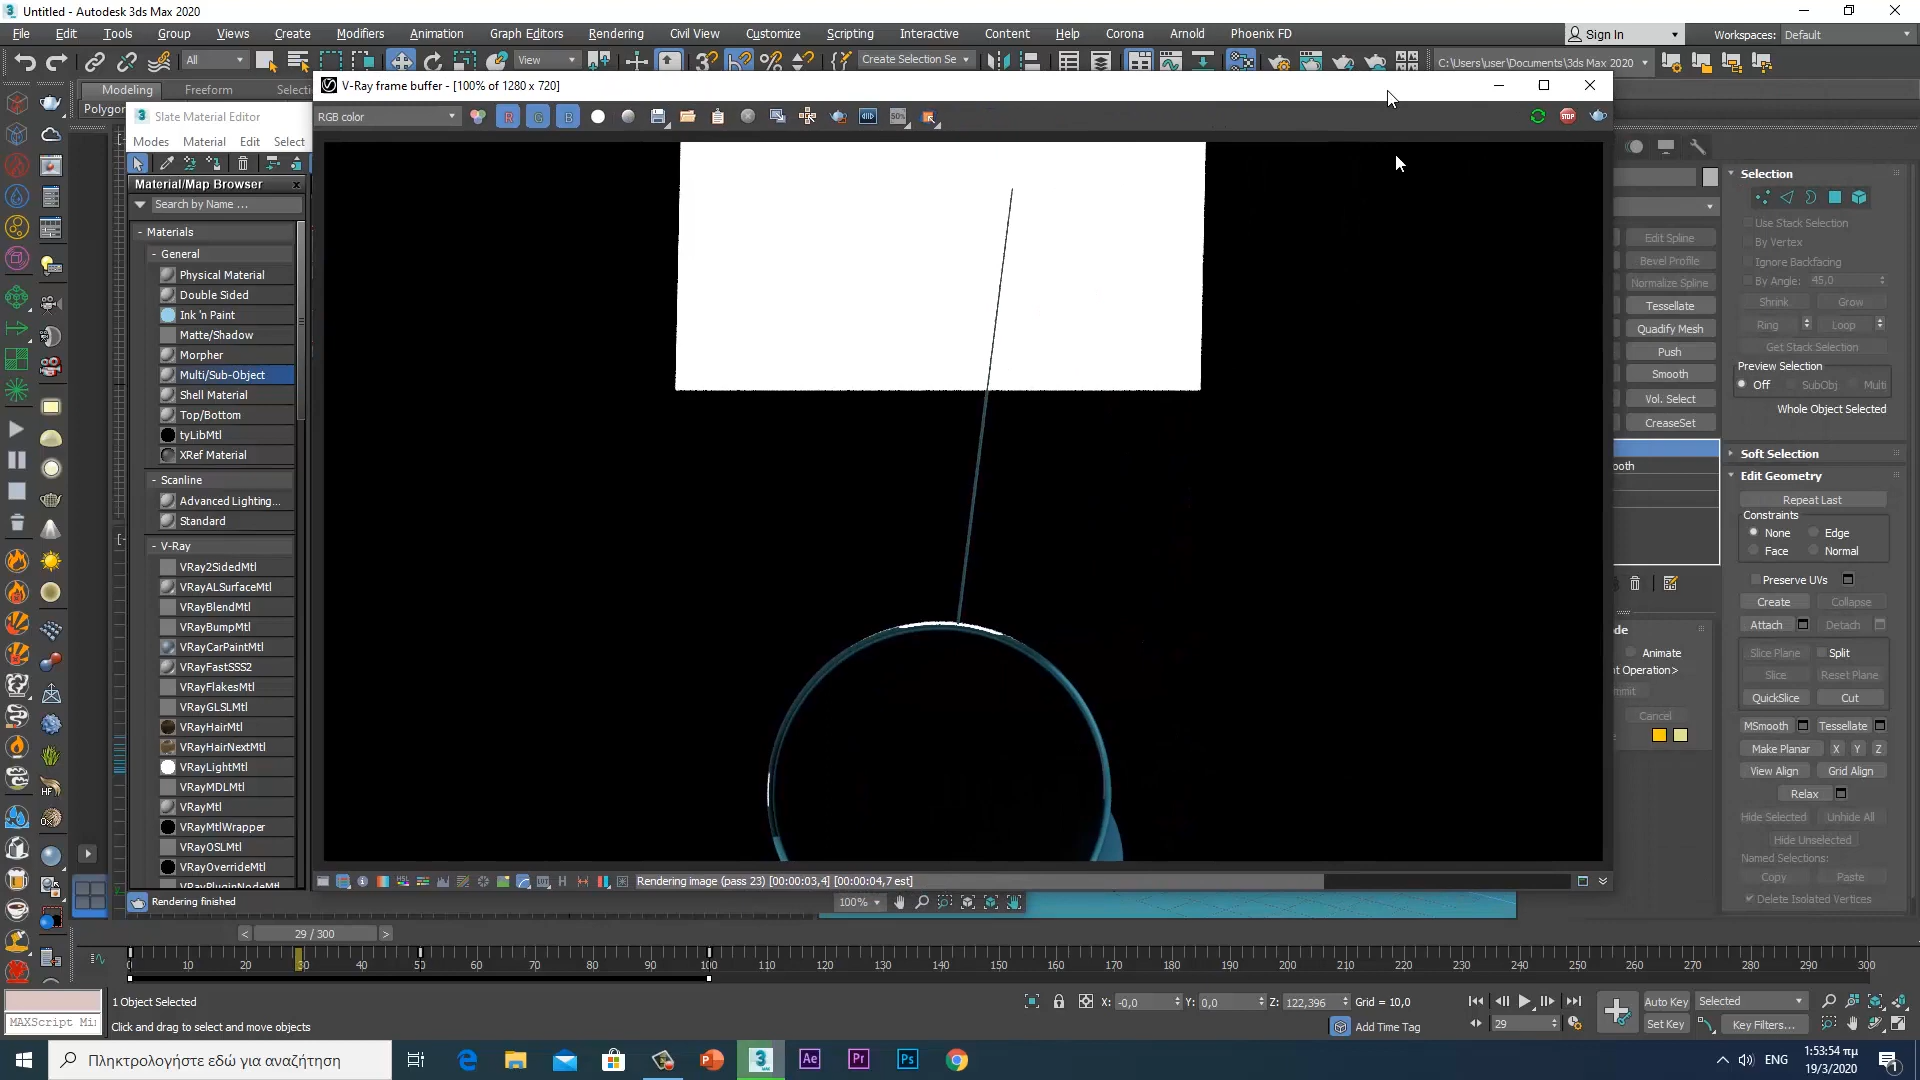 Untitled - Autodesk 3ds Max 2020
File Edit Tools Group Views Create Modifiers Animation Graph Editors Rendering Civil View Customize Scripting Interactive Content Help Corona Arnold Phoenix FD
Sign In
Workspaces: Default
All
View
Create Selection Se
C:\Users\user\Documents\3ds Max 2020
Modeling Freeform Selecti
Polygon
V-Ray frame buffer - [100% of 1280 x 720]
RGB color
Slate Material Editor
Modes Material Edit Select
Material/Map Browser
Search by Name ...
- Materials
- General
Physical Material
Double Sided
Ink 'n Paint
Matte/Shadow
Morpher
Multi/Sub-Object
Shell Material
Top/Bottom
tyLibMtl
XRef Material
- Scanline
Advanced Lighting...
Standard
- V-Ray
VRay2SidedMtl
VRayALSurfaceMtl
VRayBlendMtl
VRayBumpMtl
VRayCarPaintMtl
VRayFastSSS2
VRayFlakesMtl
VRayGLSLMtl
VRayHairMtl
VRayHairNextMtl
VRayLightMtl
VRayMDLMtl
VRayMtl
VRayMtlWrapper
VRayOSLMtl
VRayOverrideMtl
VRayPluginNodeMtl
Rendering finished
Rendering image (pass 23) [00:00:03,4] [00:00:04,7 est]
100%
Edit Spline
Bevel Profile
Normalize Spline
Tessellate
Quadify Mesh
Push
Smooth
Vol. Select
CreaseSet
ooth
ode
Animate
nt Operation>
mmit
Cancel
Selection
Use Stack Selection
By Vertex
Ignore Backfacing
By Angle: 45,0
Shrink Grow
Ring Loop
Get Stack Selection
Preview Selection
Off SubObj Multi
Whole Object Selected
Soft Selection
Edit Geometry
Repeat Last
Constraints
None Edge
Face Normal
Preserve UVs
Create Collapse
Attach Detach
Slice Plane Split
Slice Reset Plane
QuickSlice Cut
MSmooth Tessellate
Make Planar X Y Z
View Align Grid Align
Relax
Hide Selected Unhide All
Hide Unselected
Named Selections:
Copy Paste
Delete Isolated Vertices
< 29 / 300 >
0 10 20 30 40 50 60 70 80 90 100 110 120 130 140 150 160 170 180 190 200 210 220 230 240 250 260 270 280 290 300
1 Object Selected
Click and drag to select and move objects
MAXScript Mi
X: -0,0 Y: 0,0 Z: 122,396 Grid = 10,0
Add Time Tag
29
Auto Key Selected
Set Key Key Filters...
Πληκτρολογήστε εδώ για αναζήτηση
Ae Pr Ps
ENG
1:53:54 πμ
19/3/2020